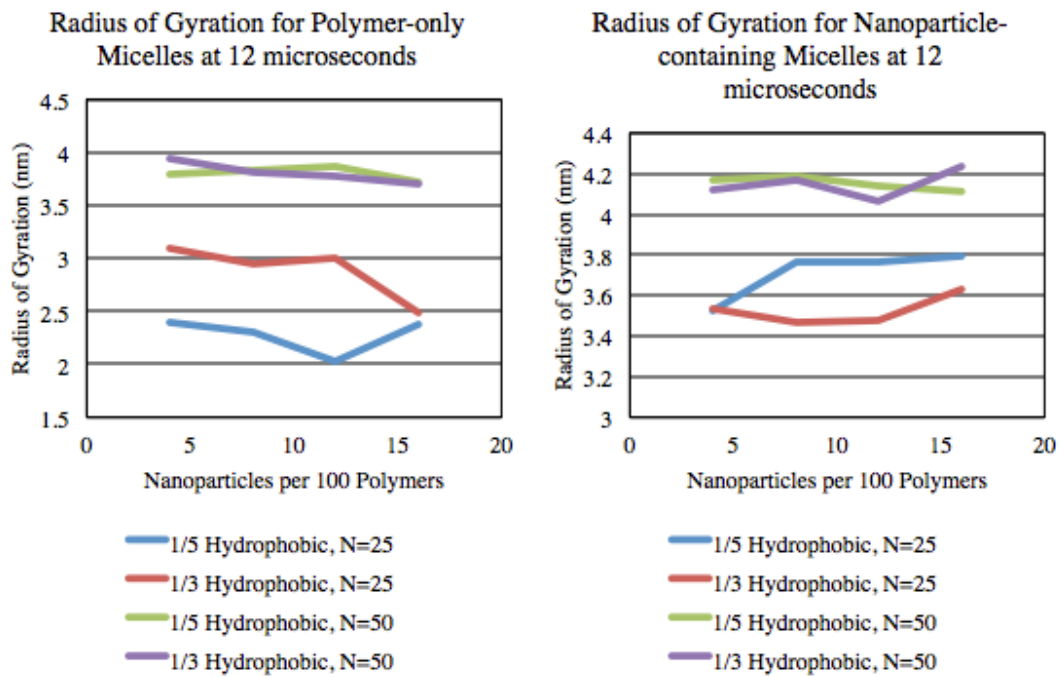 Radius of Gyration for Polymer-only
Micelles at 12 microseconds
4.5
4
3.5
3
2.5
2
1.5
0
5
10
15
20
Radius of Gyration (nm)
Nanoparticles per 100 Polymers
1/5 Hydrophobic, N=25
1/3 Hydrophobic, N=25
1/5 Hydrophobic, N=50
1/3 Hydrophobic, N=50
Radius of Gyration for Nanoparticle-
containing Micelles at 12
microseconds
4.4
4.2
4
3.8
3.6
3.4
3.2
3
0
5
10
15
20
Radius of Gyration (nm)
Nanoparticles per 100 Polymers
1/5 Hydrophobic, N=25
1/3 Hydrophobic, N=25
1/5 Hydrophobic, N=50
1/3 Hydrophobic, N=50